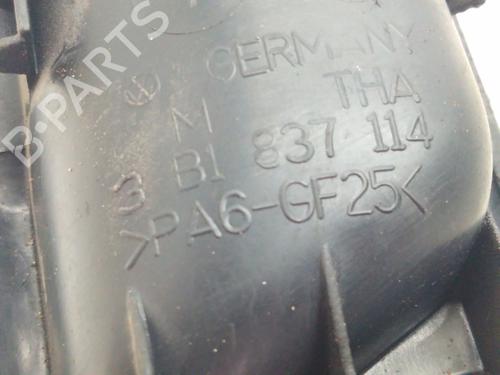 GERMANY
M THA
3 B1 837 114
>PA6-GF25<
B-PARTS